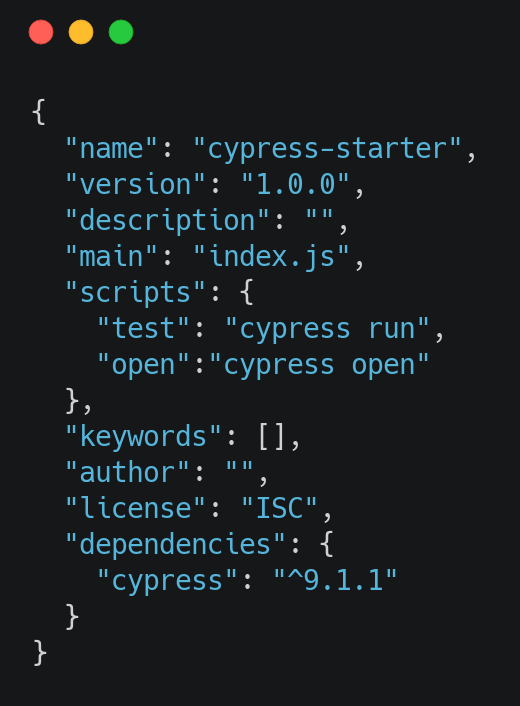 {
  "name": "cypress-starter",
  "version": "1.0.0",
  "description": "",
  "main": "index.js",
  "scripts": {
    "test": "cypress run",
    "open":"cypress open"
  },
  "keywords": [],
  "author": "",
  "license": "ISC",
  "dependencies": {
    "cypress": "^9.1.1"
  }
}